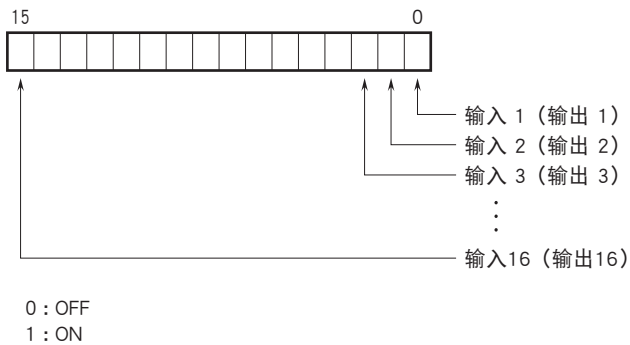 15 0
输入 1（输出 1）
输入 2（输出 2）
输入 3（输出 3）
输入16（输出16）
0：OFF
1：ON